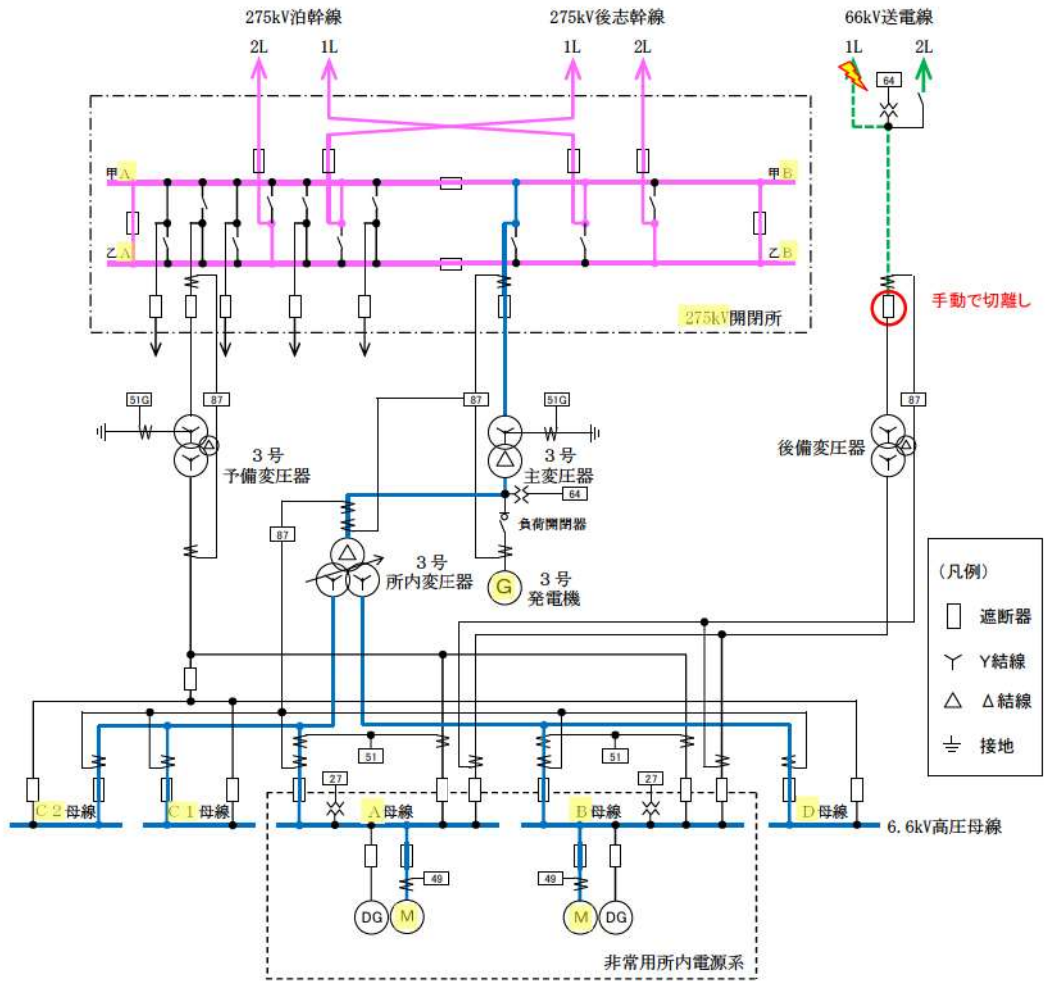 275kV泊幹線
275kV後志幹線
66kV送電線
2L
1L
1L
2L
1L
2L
64
甲A
甲B
乙A
乙B
275kV開閉所
手動で切離し
51G
87
87
51G
87
3号
予備変圧器
3号
主変圧器
後備変圧器
64
負荷開閉器
87
3号
所内変圧器
G
3号
発電機
(凡例)
遮断器
Y結線
Δ結線
接地
51
51
27
27
C2母線
C1母線
A母線
B母線
D母線
6.6kV高圧母線
49
49
DG
M
M
DG
非常用所内電源系